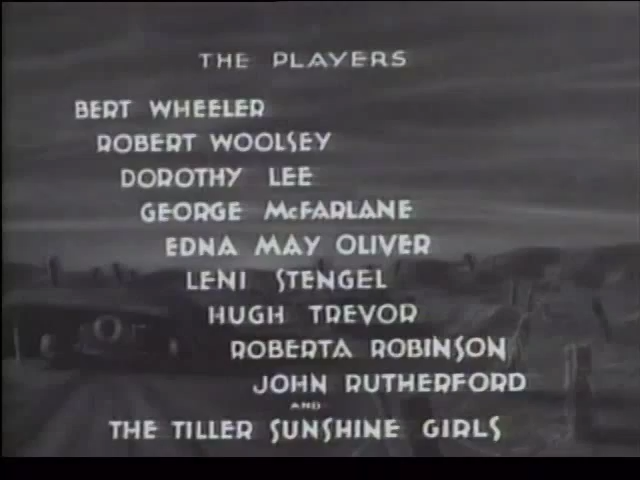 THE PLAYERS
BERT WHEELER
ROBERT WOOLSEY
DOROTHY LEE
GEORGE McFARLANE
EDNA MAY OLIVER
LENI STENGEL
HUGH TREVOR
ROBERTA ROBINSON
JOHN RUTHERFORD
AND
THE TILLER SUNSHINE GIRLS